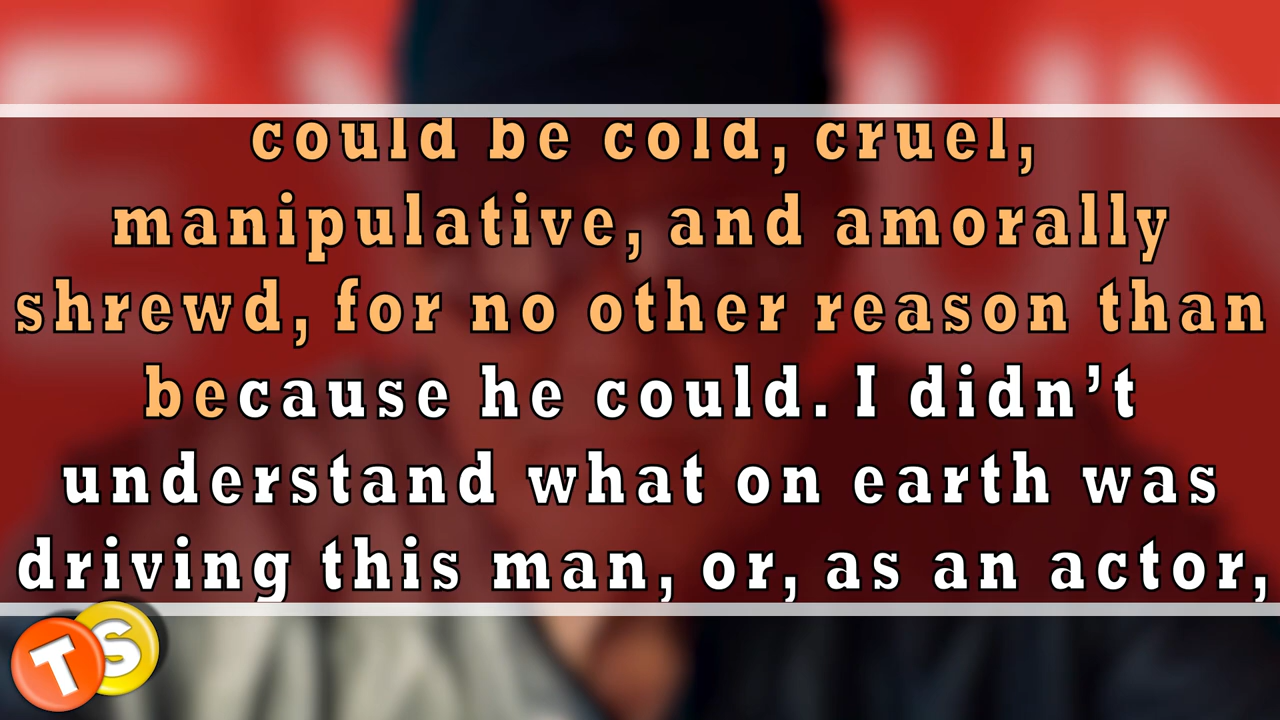 could be cold, cruel,
manipulative, and amorally
shrewd, for no other reason than
because he could. I didn’t
understand what on earth was
driving this man, or, as an actor,
TS